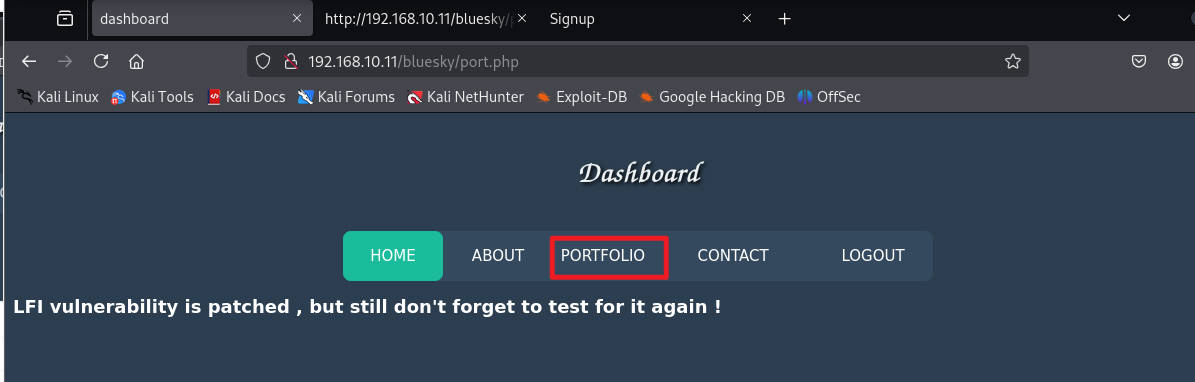 dashboard
http://192.168.10.11/bluesky/
Signup
192.168.10.11/bluesky/port.php
Kali Linux Kali Tools Kali Docs Kali Forums Kali NetHunter Exploit-DB Google Hacking DB OffSec
Dashboard
HOME ABOUT PORTFOLIO CONTACT LOGOUT
LFI vulnerability is patched , but still don't forget to test for it again !